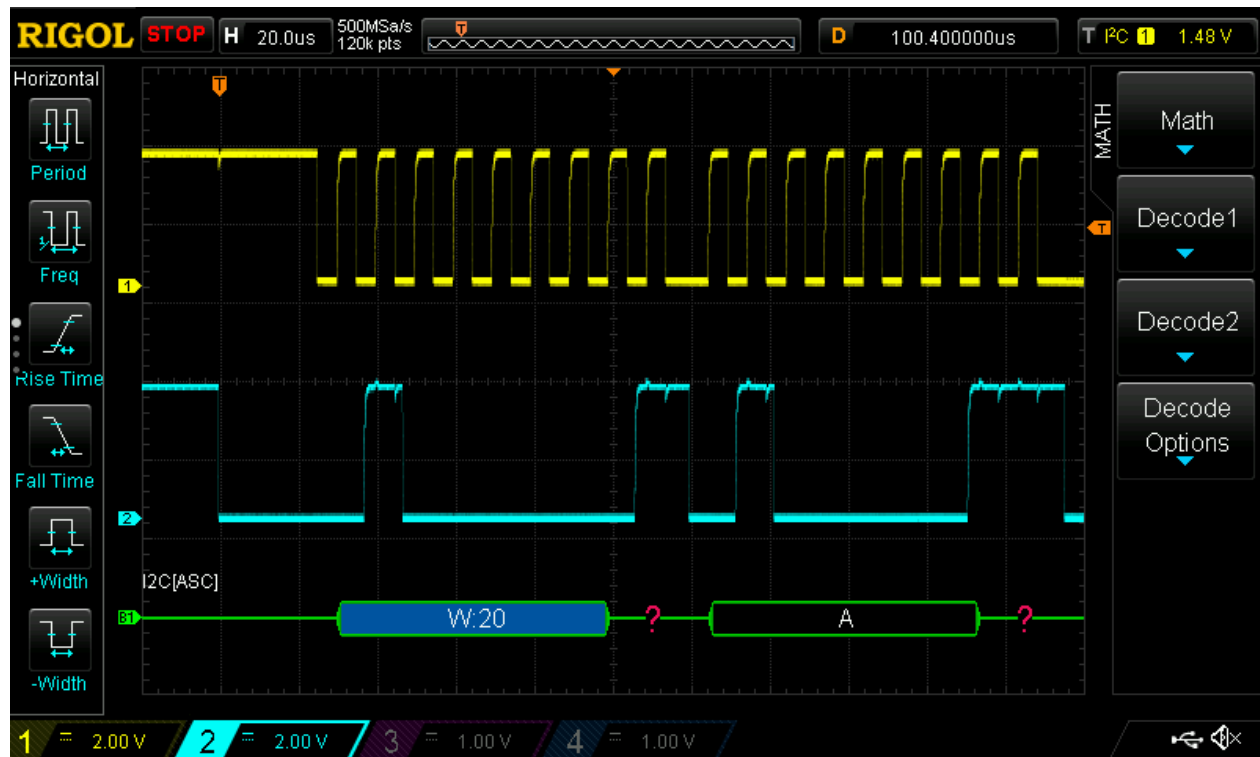 RIGOL STOP H 20.0us 500MSa/s 120k pts T D 100.400000us T I²C 1 1.48 V
Horizontal
T
Period
Freq
Rise Time
Fall Time
+Width
-Width
1
T
2
I2C[ASC]
B1 W:20 ? A ?
MATH
Math
Decode1
Decode2
Decode
Options
1 2.00 V 2 2.00 V 3 1.00 V 4 1.00 V